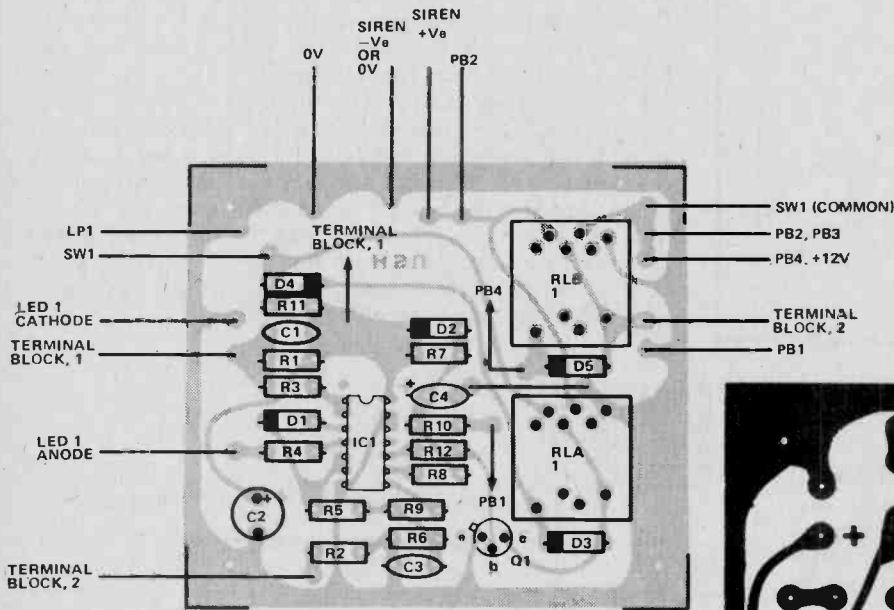 SIREN
+Ve
SIREN
−Ve
OR
0V
0V
PB2
LP1
SW1
TERMINAL
BLOCK, 1
SW1 (COMMON)
PB2, PB3
PB4, +12V
D4
R11
RLB
1
LED 1
CATHODE
C1
PB4
D2
TERMINAL
BLOCK, 2
TERMINAL
BLOCK, 1
R1
R7
D5
PB1
R3
+
C4
D1
R10
RLA
1
LED 1
ANODE
R4
IC1
R12
R8
C2
+
R5
R9
PB1
R2
R6
e
c
b
Q1
D3
C3
TERMINAL
BLOCK, 2
+